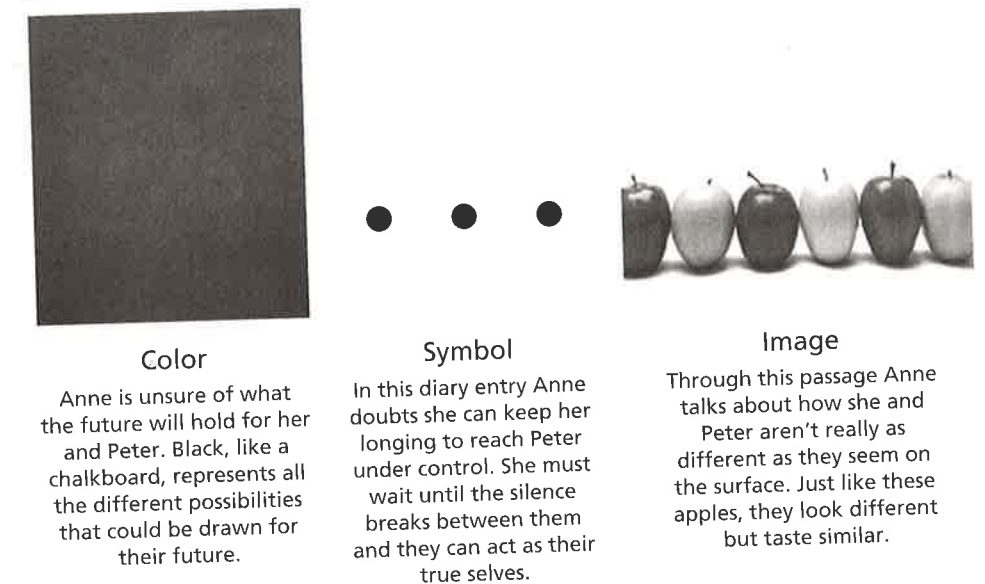 Color
Anne is unsure of what
the future will hold for her
and Peter. Black, like a
chalkboard, represents all
the different possibilities
that could be drawn for
their future.
Symbol
In this diary entry Anne
doubts she can keep her
longing to reach Peter
under control. She must
wait until the silence
breaks between them
and they can act as their
true selves.
Image
Through this passage Anne
talks about how she and
Peter aren't really as
different as they seem on
the surface. Just like these
apples, they look different
but taste similar.